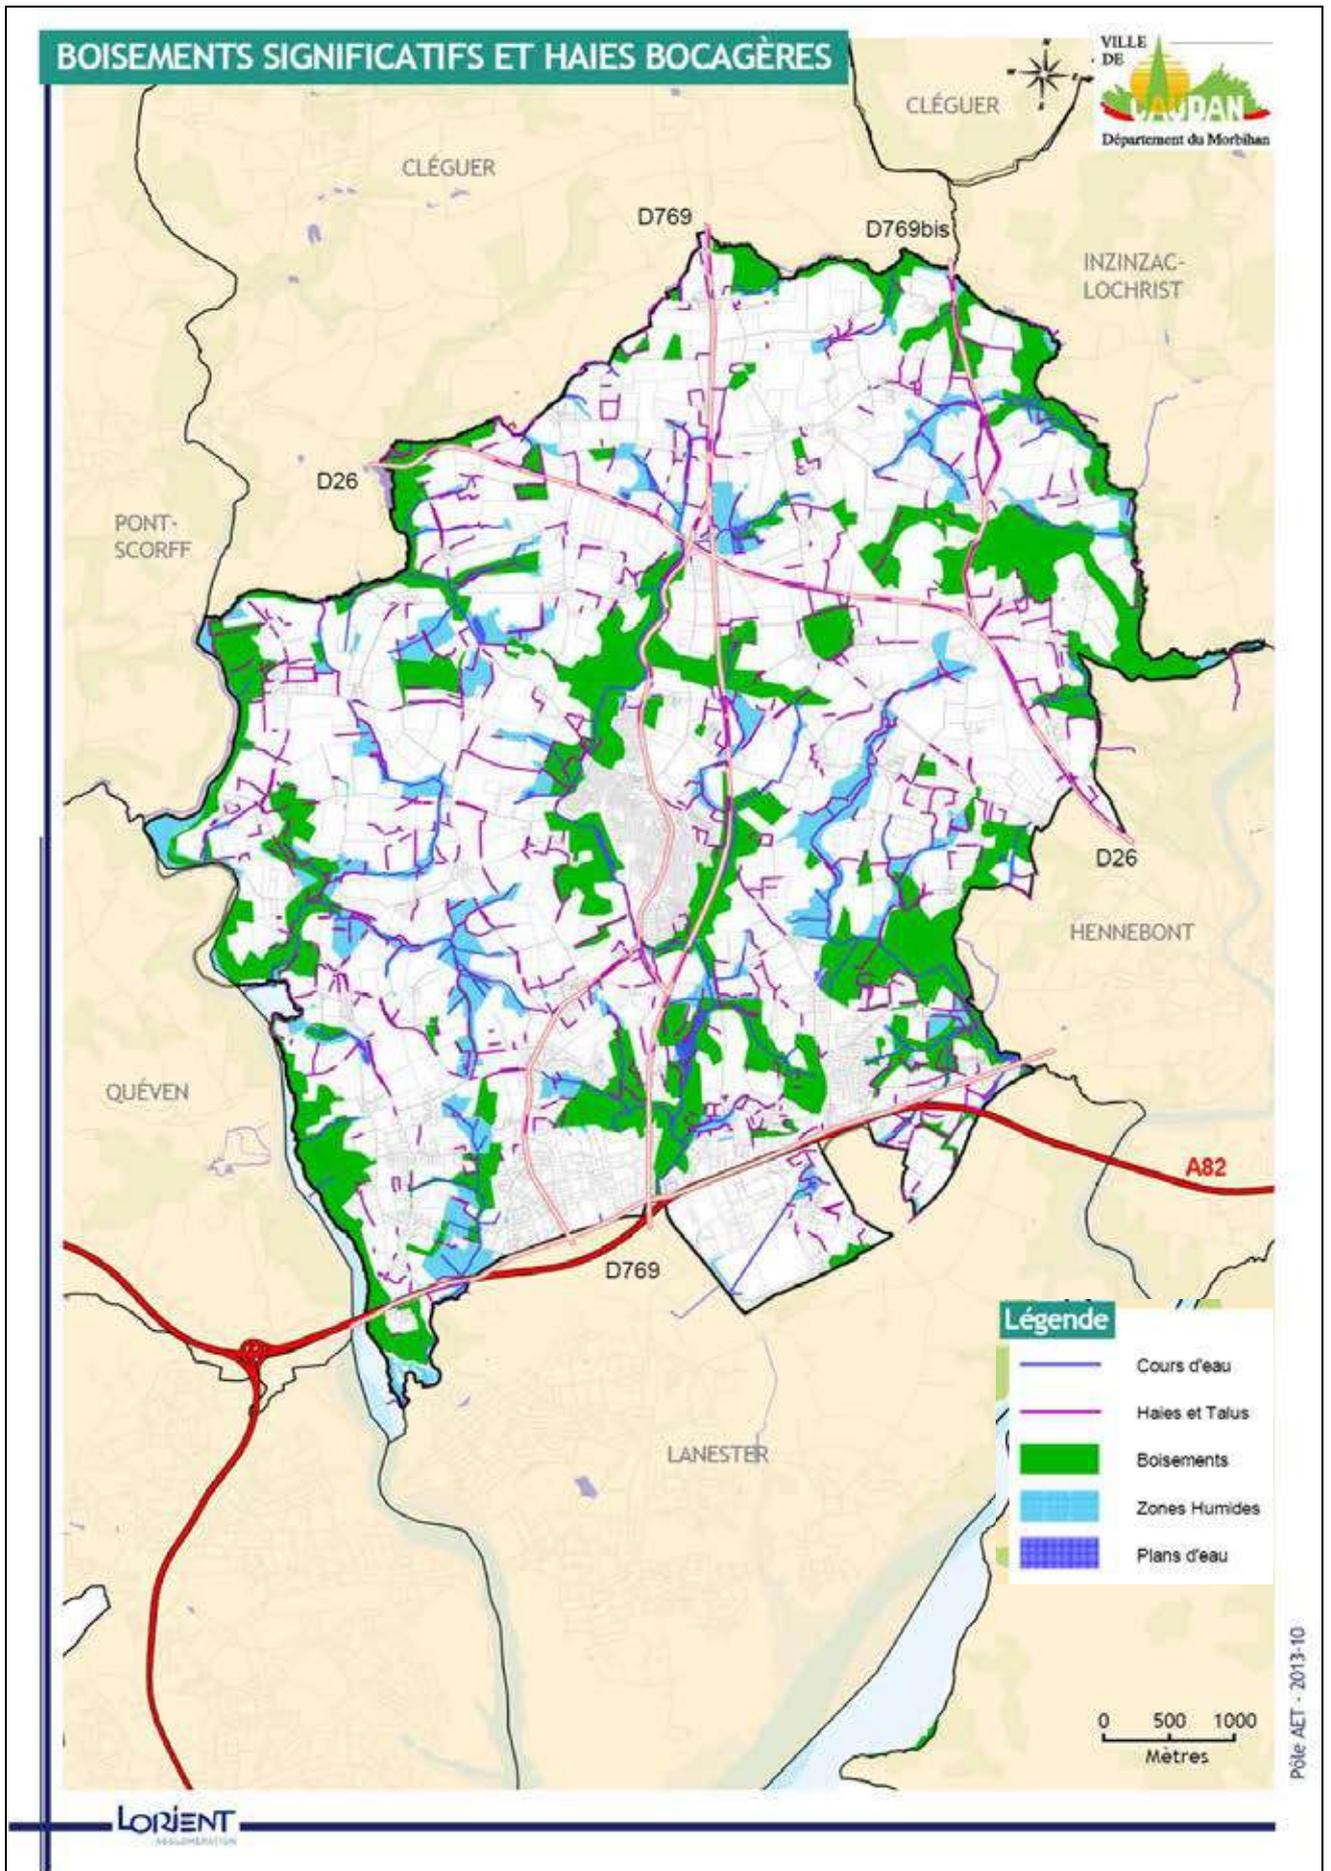 BOISEMENTS SIGNIFICATIFS ET HAIES BOCAGÈRES
VILLE
DE
CAUDAN
Département du Morbihan
N
CLÉGUER
CLÉGUER
D769
D769bis
INZINZAC-
LOCHRIST
D26
PONT-
SCORFF
D26
HENNEBONT
QUÉVEN
A82
D769
LANESTER
Légende
Cours d'eau
Haies et Talus
Boisements
Zones Humides
Plans d'eau
0 500 1000
Mètres
Pôle AET - 2013-10
LORIENT
AGGLOMÉRATION